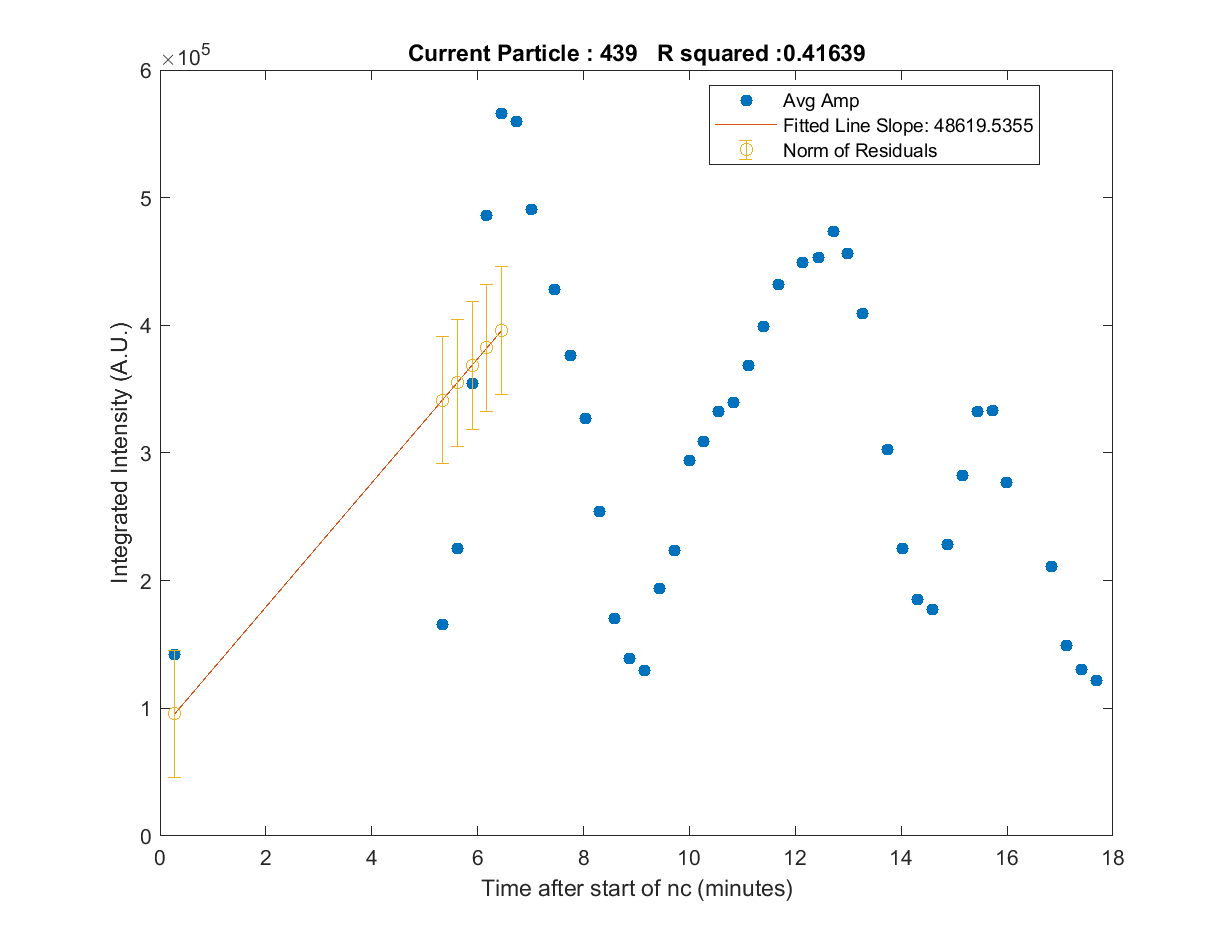 Current Particle : 439 R squared :0.41639
×10^5
6
5
4
3
2
1
0
Integrated Intensity (A.U.)
Avg Amp
Fitted Line Slope: 48619.5355
Norm of Residuals
0 2 4 6 8 10 12 14 16 18
Time after start of nc (minutes)